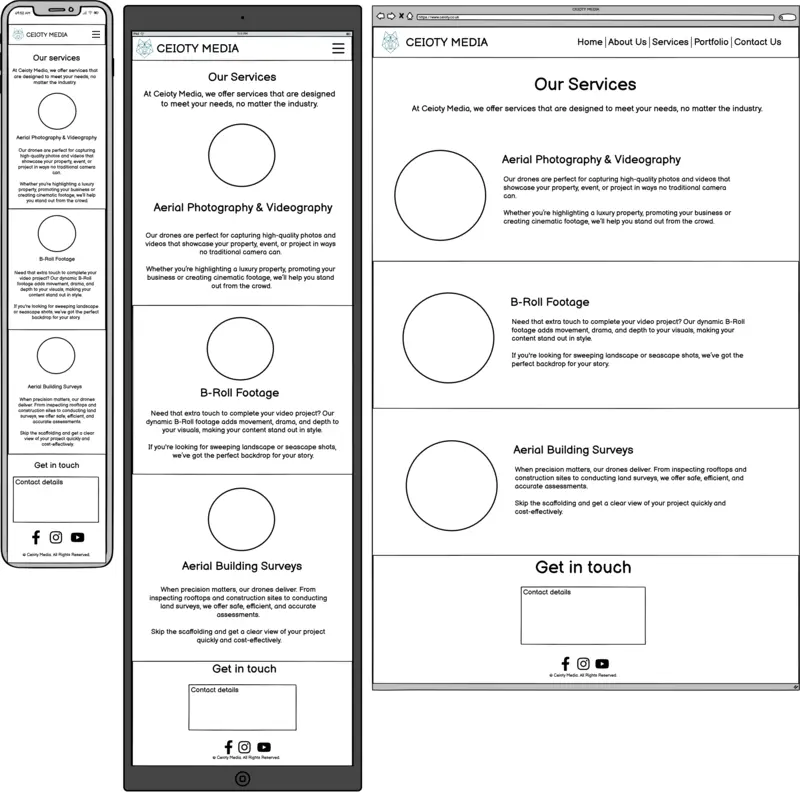 CEIOTY MEDIA
Our services
At Ceioty Media, we offer services that
are designed to meet your needs, no
matter the industry.
Aerial Photography & Videography
Our drones are perfect for capturing
high-quality photos and videos that
showcase your property, event, or
project in ways no traditional camera
can.
Whether you're highlighting a luxury
property, promoting your business or
creating cinematic footage, we'll help you
stand out from the crowd.
B-Roll Footage
Need that extra touch to complete your
video project? Our dynamic B-Roll
footage adds movement, drama, and
depth to your visuals, making your
content stand out in style.
If you're looking for sweeping landscape
or seascape shots, we've got the perfect
backdrop for your story.
Aerial Building Surveys
When precision matters, our drones
deliver. From inspecting rooftops and
construction sites to conducting land
surveys, we offer safe, efficient, and
accurate assessments.
Skip the scaffolding and get a clear
view of your project quickly and
cost-effectively.
Get in touch
Contact details
© Ceioty Media. All Rights Reserved.
CEIOTY MEDIA
Our Services
At Ceioty Media, we offer services that are designed
to meet your needs, no matter the industry.
Aerial Photography & Videography
Our drones are perfect for capturing high-quality photos and
videos that showcase your property, event, or project in ways
no traditional camera can.
Whether you're highlighting a luxury property, promoting your
business or creating cinematic footage, we'll help you stand
out from the crowd.
B-Roll Footage
Need that extra touch to complete your video project? Our
dynamic B-Roll footage adds movement, drama, and depth to
your visuals, making your content stand out in style.
If you're looking for sweeping landscape or seascape shots,
we've got the perfect backdrop for your story.
Aerial Building Surveys
When precision matters, our drones deliver. From
inspecting rooftops and construction sites to conducting
land surveys, we offer safe, efficient, and accurate
assessments.
Skip the scaffolding and get a clear view of your project
quickly and cost-effectively.
Get in touch
Contact details
© Ceioty Media. All Rights Reserved.
CEIOTY MEDIA
https://www.ceioty.co.uk
CEIOTY MEDIA
Home | About Us | Services | Portfolio | Contact Us
Our Services
At Ceioty Media, we offer services that are designed to meet your needs, no matter the industry.
Aerial Photography & Videography
Our drones are perfect for capturing high-quality photos and videos that
showcase your property, event, or project in ways no traditional camera
can.
Whether you're highlighting a luxury property, promoting your business or
creating cinematic footage, we'll help you stand out from the crowd.
B-Roll Footage
Need that extra touch to complete your video project? Our dynamic B-Roll
footage adds movement, drama, and depth to your visuals, making your
content stand out in style.
If you're looking for sweeping landscape or seascape shots, we've got the
perfect backdrop for your story.
Aerial Building Surveys
When precision matters, our drones deliver. From inspecting rooftops and
construction sites to conducting land surveys, we offer safe, efficient, and
accurate assessments.
Skip the scaffolding and get a clear view of your project quickly and
cost-effectively.
Get in touch
Contact details
© Ceioty Media. All Rights Reserved.